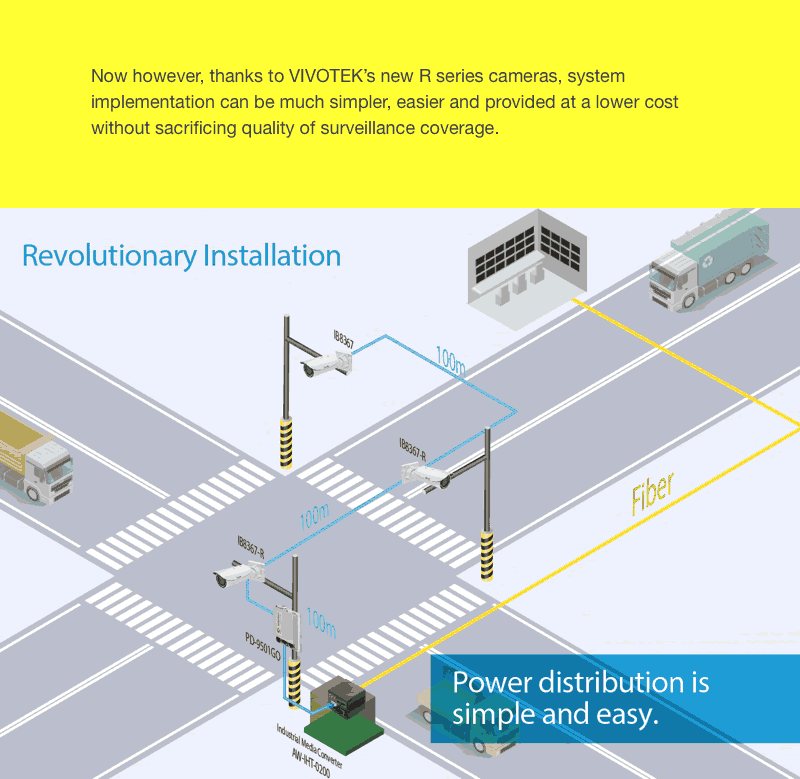 Now however, thanks to VIVOTEK’s new R series cameras, system
implementation can be much simpler, easier and provided at a lower cost
without sacrificing quality of surveillance coverage.
Revolutionary Installation
IB8367
100m
IB8367-R
Fiber
100m
IB8367-R
100m
PD-9501GO
Power distribution is
simple and easy.
Industrial Media Converter
AW-IHT-0200